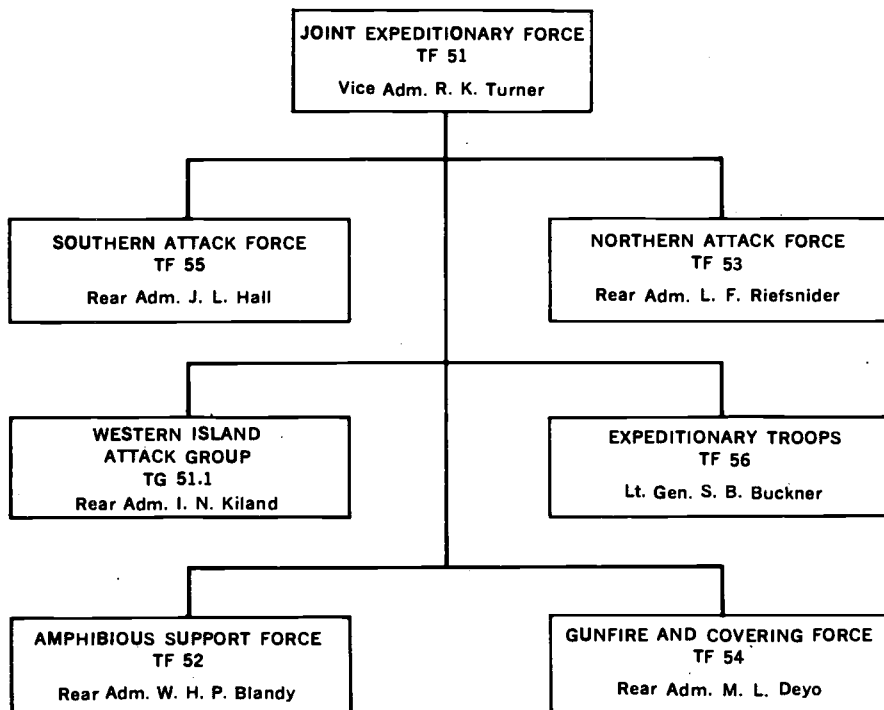 JOINT EXPEDITIONARY FORCE
TF 51
Vice Adm. R. K. Turner
SOUTHERN ATTACK FORCE
TF 55
Rear Adm. J. L. Hall
NORTHERN ATTACK FORCE
TF 53
Rear Adm. L. F. Riefsnider
WESTERN ISLAND
ATTACK GROUP
TG 51.1
Rear Adm. I. N. Kiland
EXPEDITIONARY TROOPS
TF 56
Lt. Gen. S. B. Buckner
AMPHIBIOUS SUPPORT FORCE
TF 52
Rear Adm. W. H. P. Blandy
GUNFIRE AND COVERING FORCE
TF 54
Rear Adm. M. L. Deyo